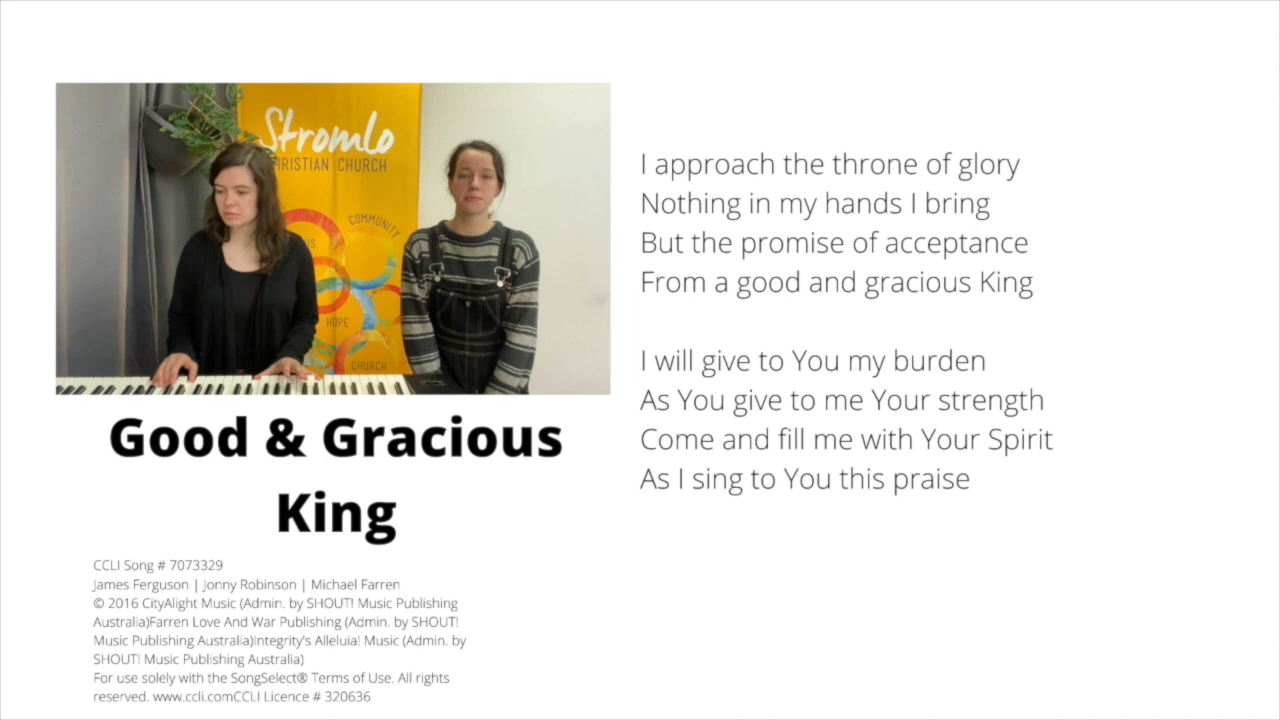 Stromlo
CHRISTIAN CHURCH
COMMUNITY
HOPE
CHURCH
Good & Gracious
King
CCLI Song # 7073329
James Ferguson | Jonny Robinson | Michael Farren
© 2016 CityAlight Music (Admin. by SHOUT! Music Publishing
Australia)Farren Love And War Publishing (Admin. by SHOUT!
Music Publishing Australia)Integrity's Alleluia! Music (Admin. by
SHOUT! Music Publishing Australia)
For use solely with the SongSelect® Terms of Use. All rights
reserved. www.ccli.comCCLI Licence # 320636
I approach the throne of glory
Nothing in my hands I bring
But the promise of acceptance
From a good and gracious King
I will give to You my burden
As You give to me Your strength
Come and fill me with Your Spirit
As I sing to You this praise